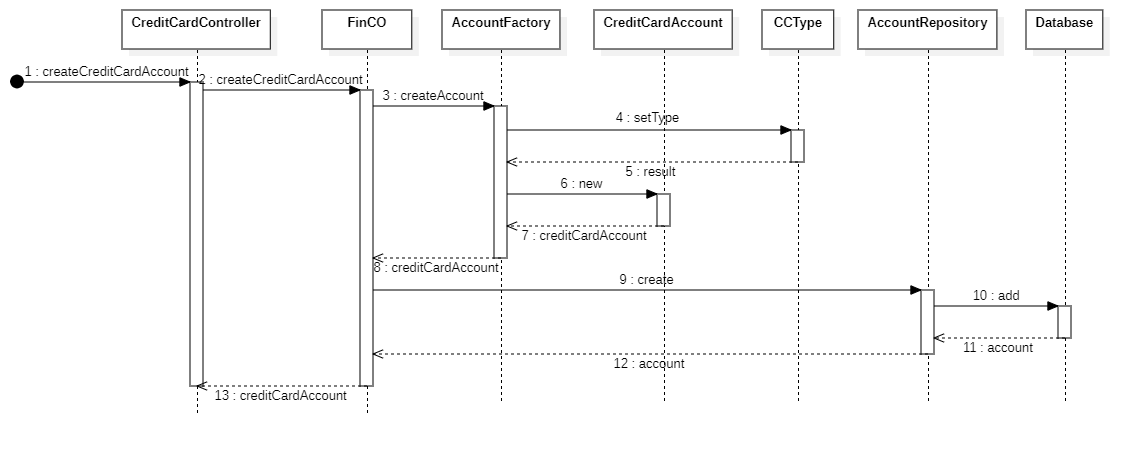 CreditCardController
FinCO
AccountFactory
CreditCardAccount
CCType
AccountRepository
Database
1 : createCreditCardAccount
2 : createCreditCardAccount
3 : createAccount
4 : setType
5 : result
6 : new
7 : creditCardAccount
8 : creditCardAccount
9 : create
10 : add
11 : account
12 : account
13 : creditCardAccount